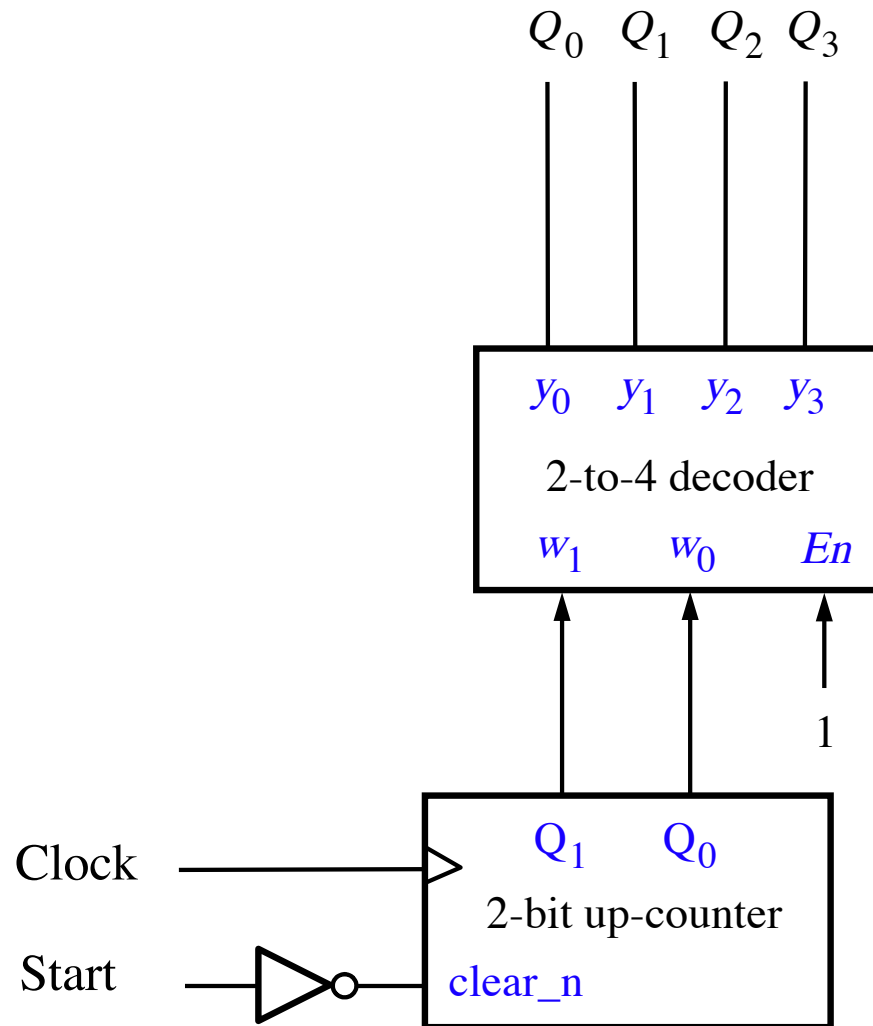 Q0 Q1 Q2 Q3
y0 y1 y2 y3
2-to-4 decoder
w1 w0 En
1
Q1 Q0
Clock
2-bit up-counter
Start
clear_n